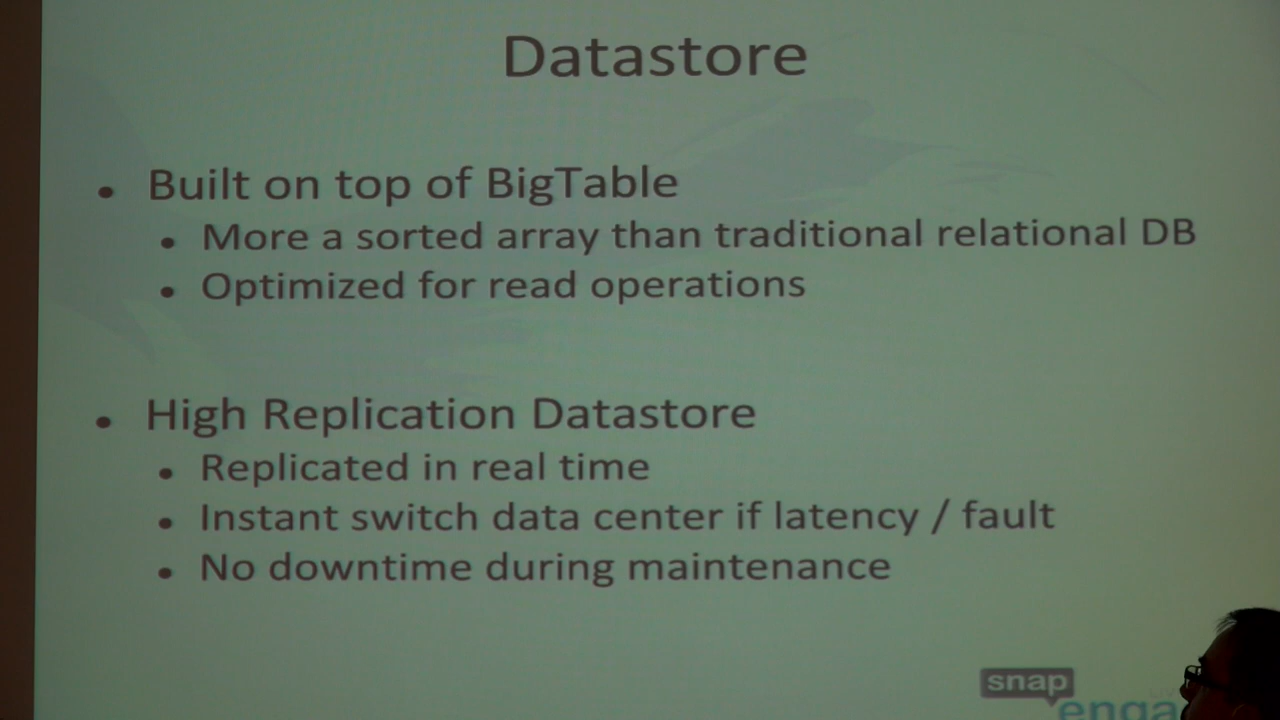 Datastore
• Built on top of BigTable
• More a sorted array than traditional relational DB
• Optimized for read operations
• High Replication Datastore
• Replicated in real time
• Instant switch data center if latency / fault
• No downtime during maintenance
snap
enga